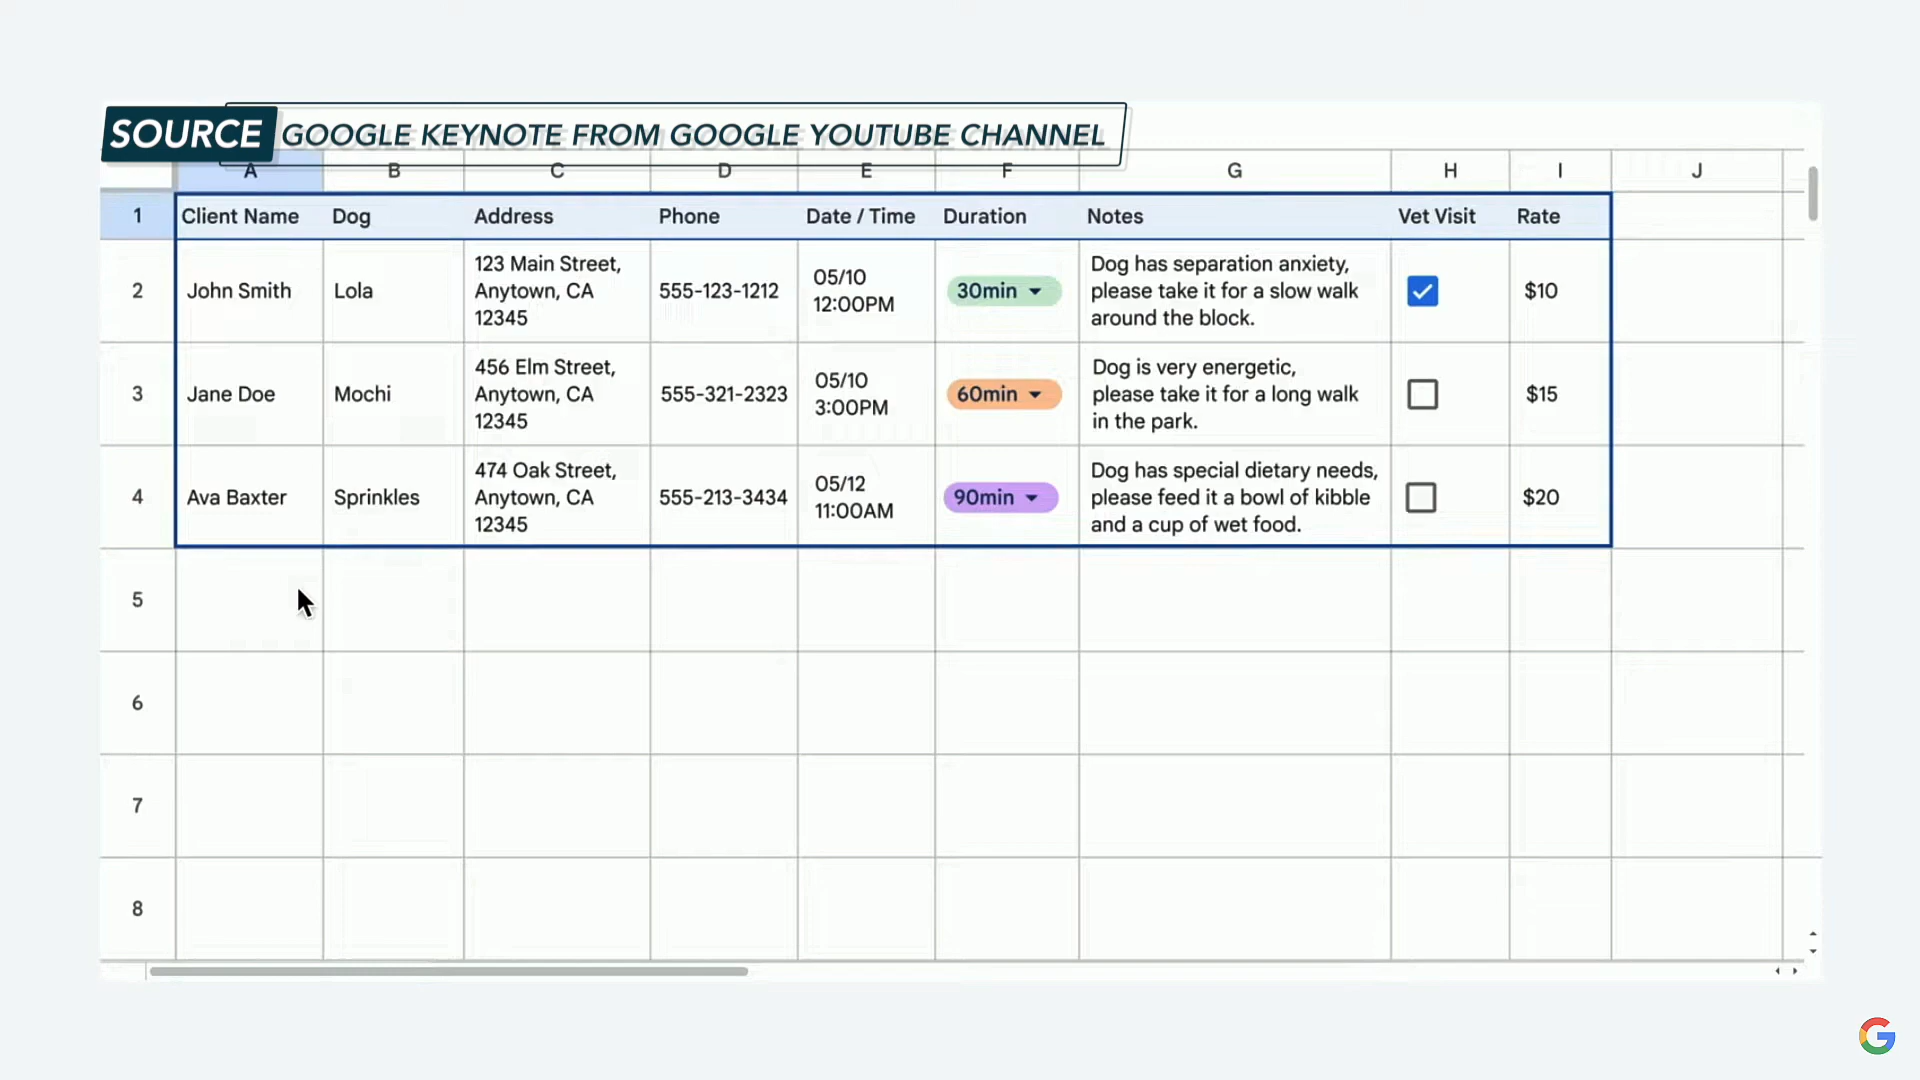 SOURCE GOOGLE KEYNOTE FROM GOOGLE YOUTUBE CHANNEL
A B C D E F G H I J
1 Client Name Dog Address Phone Date / Time Duration Notes Vet Visit Rate
2 John Smith Lola 123 Main Street,
Anytown, CA
12345
555-123-1212
05/10
12:00PM
30min
Dog has separation anxiety,
please take it for a slow walk
around the block.
$10
3 Jane Doe Mochi 456 Elm Street,
Anytown, CA
12345
555-321-2323
05/10
3:00PM
60min
Dog is very energetic,
please take it for a long walk
in the park.
$15
4 Ava Baxter Sprinkles 474 Oak Street,
Anytown, CA
12345
555-213-3434
05/12
11:00AM
90min
Dog has special dietary needs,
please feed it a bowl of kibble
and a cup of wet food.
$20
5
6
7
8